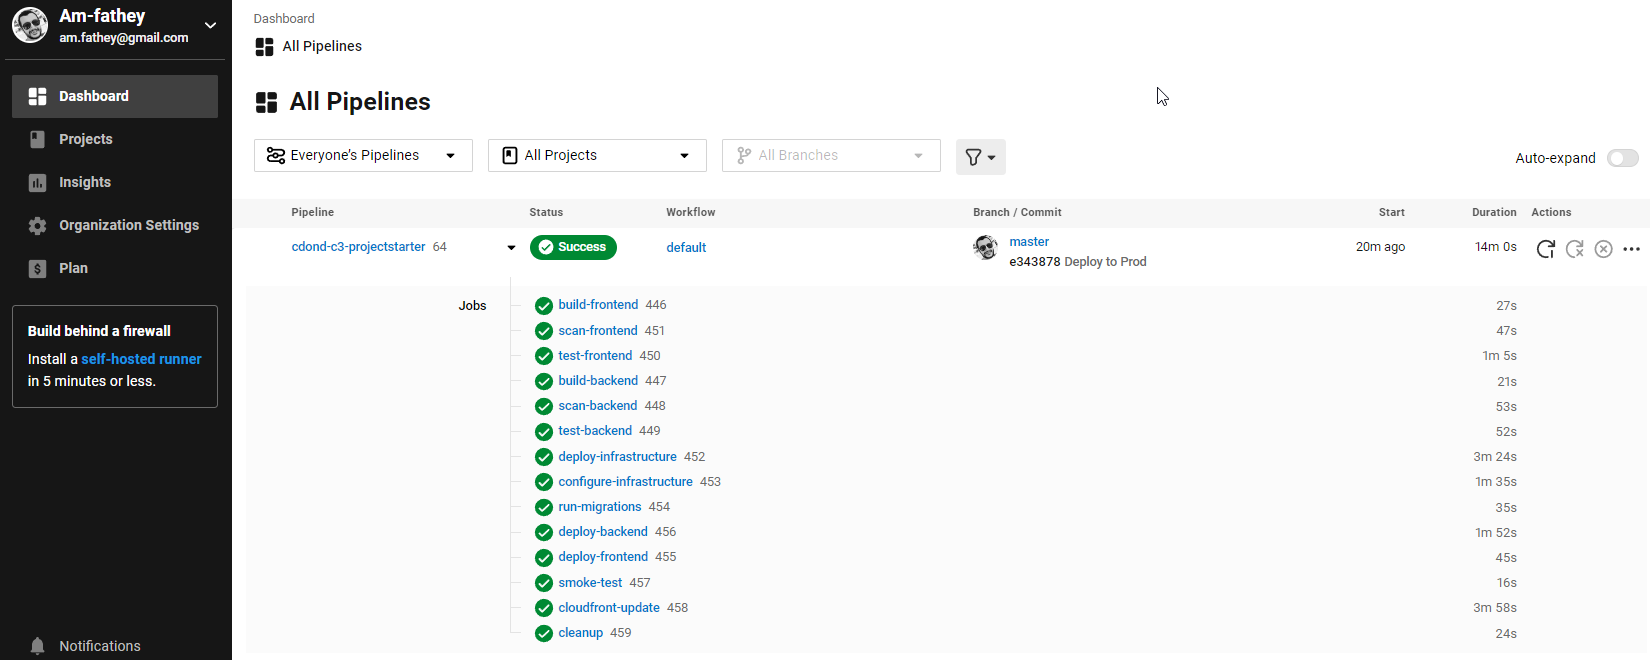 Am-fathey
am.fathey@gmail.com
Dashboard
Projects
Insights
Organization Settings
Plan
Build behind a firewall
Install a self-hosted runner
in 5 minutes or less.
Notifications
Dashboard
All Pipelines
All Pipelines
Everyone's Pipelines
All Projects
All Branches
Auto-expand
Pipeline Status Workflow Branch / Commit Start Duration Actions
cdond-c3-projectstarter 64 Success default master 20m ago 14m 0s
e343878 Deploy to Prod
Jobs
build-frontend 446 27s
scan-frontend 451 47s
test-frontend 450 1m 5s
build-backend 447 21s
scan-backend 448 53s
test-backend 449 52s
deploy-infrastructure 452 3m 24s
configure-infrastructure 453 1m 35s
run-migrations 454 35s
deploy-backend 456 1m 52s
deploy-frontend 455 45s
smoke-test 457 16s
cloudfront-update 458 3m 58s
cleanup 459 24s